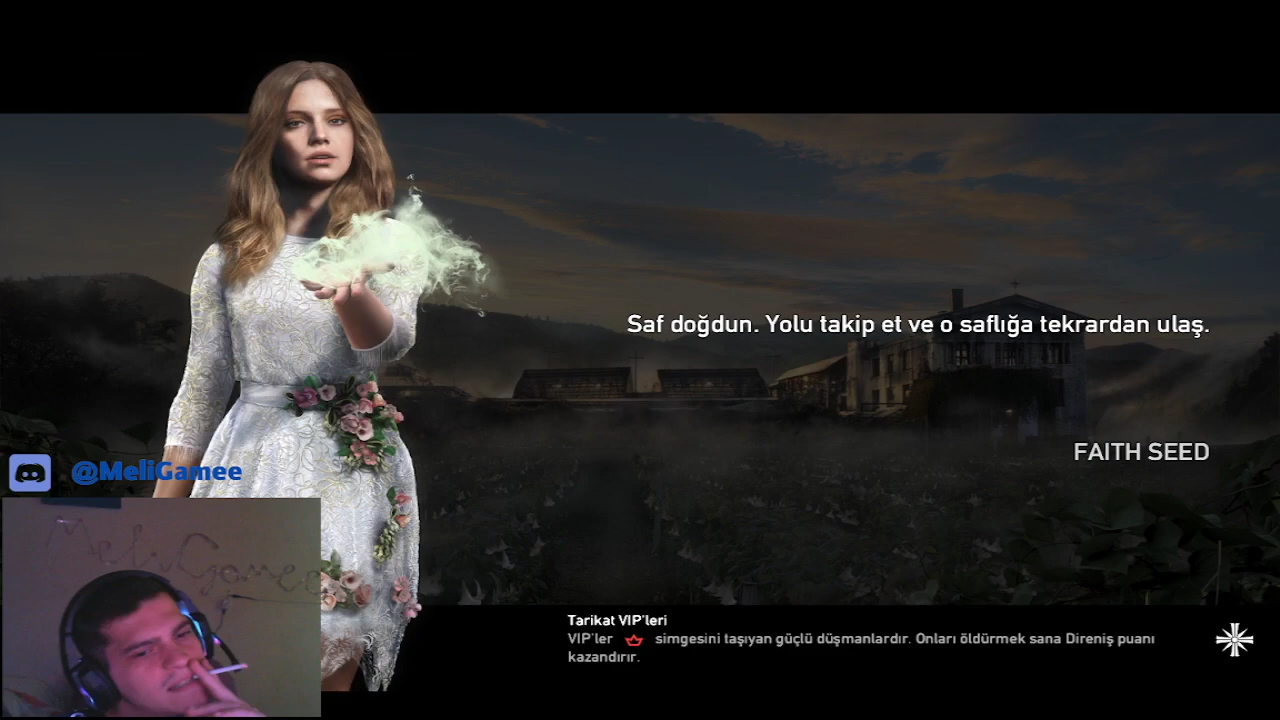 Saf doğdun. Yolu takip et ve o saflığa tekrardan ulaş.
FAITH SEED
@MeliGamee
MeliGamee
Tarikat VIP'leri
VIP'ler simgesini taşıyan güçlü düşmanlardır. Onları öldürmek sana Direniş puanı
kazandırır.